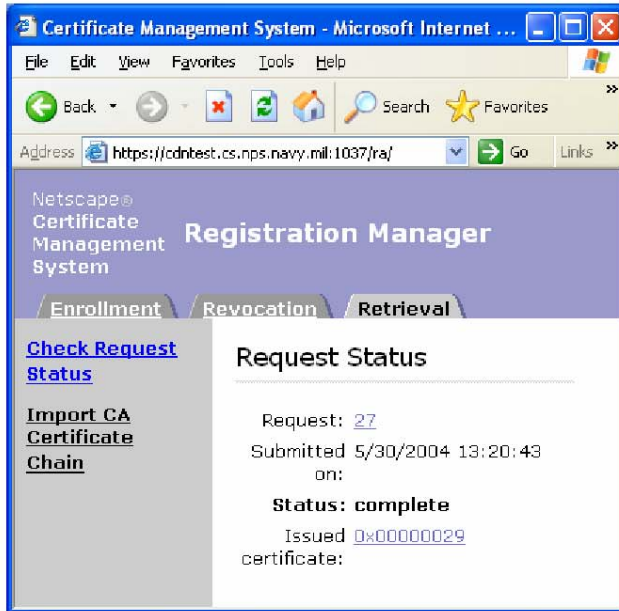 Certificate Management System - Microsoft Internet ...
File Edit View Favorites Tools Help
Back Search Favorites »
Address https://cdntest.cs.nps.navy.mil:1037/ra/ Go Links »
Netscape®
Certificate
Management
System
Registration Manager
Enrollment Revocation Retrieval
Check Request
Status
Import CA
Certificate
Chain
Request Status
Request: 27
Submitted 5/30/2004 13:20:43
on:
Status: complete
Issued 0x00000029
certificate: